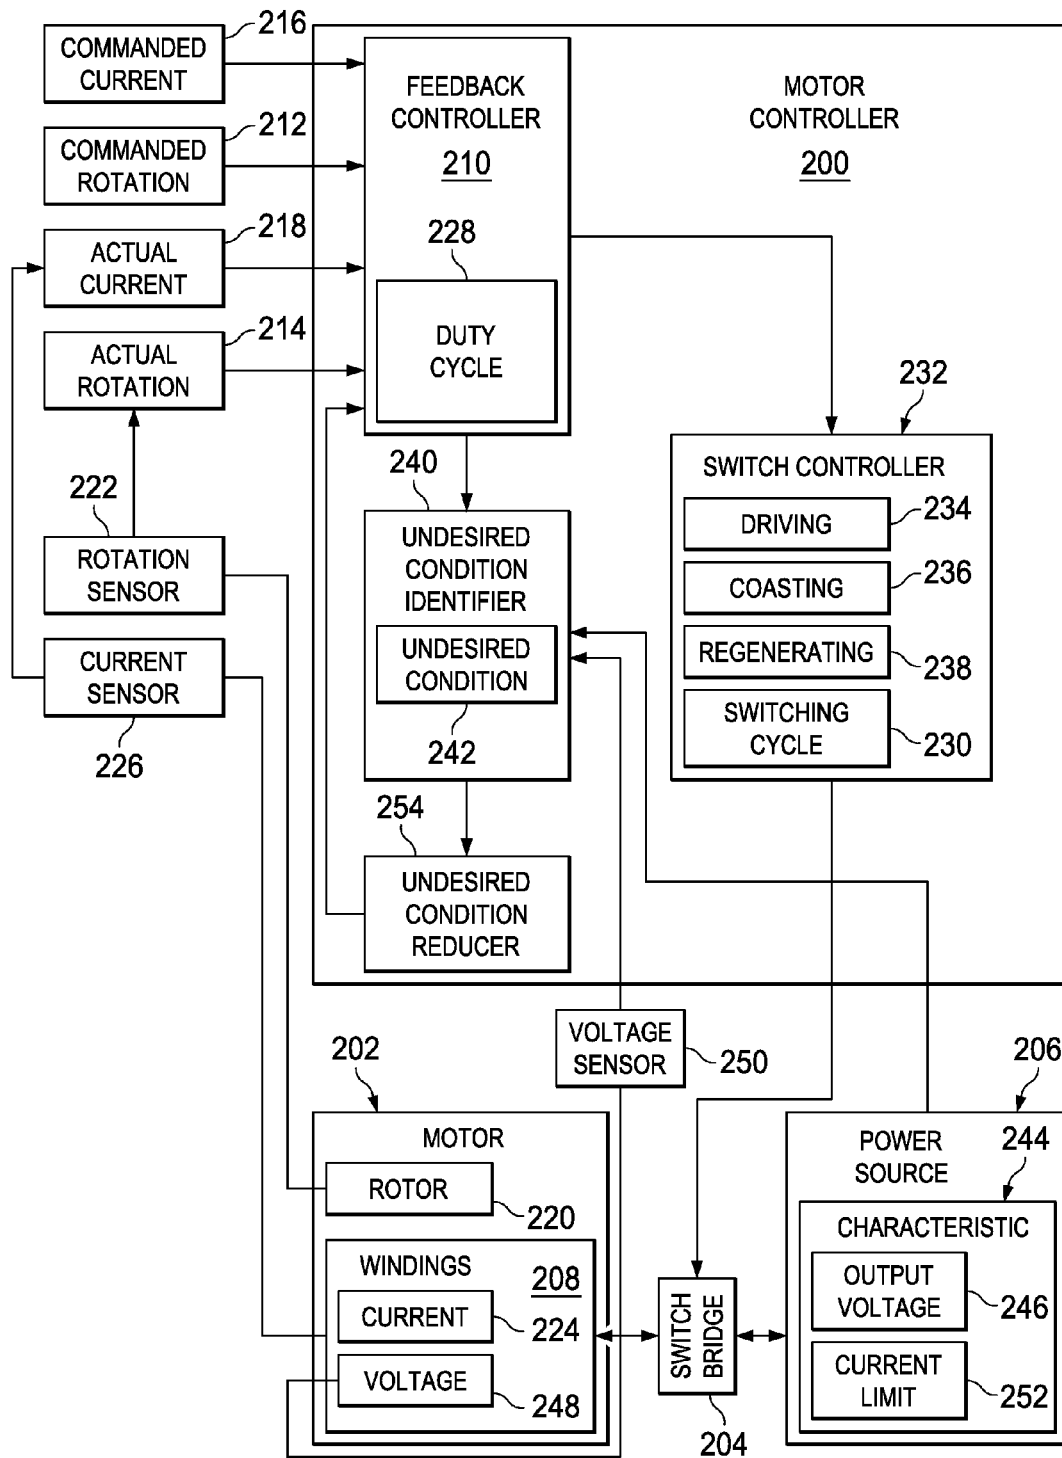 216
COMMANDED
CURRENT
212
COMMANDED
ROTATION
218
ACTUAL
CURRENT
214
ACTUAL
ROTATION
222
ROTATION
SENSOR
CURRENT
SENSOR
226
FEEDBACK
CONTROLLER
210
228
DUTY
CYCLE
MOTOR
CONTROLLER
200
240
UNDESIRED
CONDITION
IDENTIFIER
UNDESIRED
CONDITION
242
254
UNDESIRED
CONDITION
REDUCER
232
SWITCH CONTROLLER
DRIVING
234
COASTING
236
REGENERATING
238
SWITCHING
CYCLE
230
VOLTAGE
SENSOR
250
202
MOTOR
ROTOR
220
WINDINGS
208
CURRENT
224
VOLTAGE
248
SWITCH
BRIDGE
204
206
POWER
SOURCE
244
CHARACTERISTIC
OUTPUT
VOLTAGE
246
CURRENT
LIMIT
252